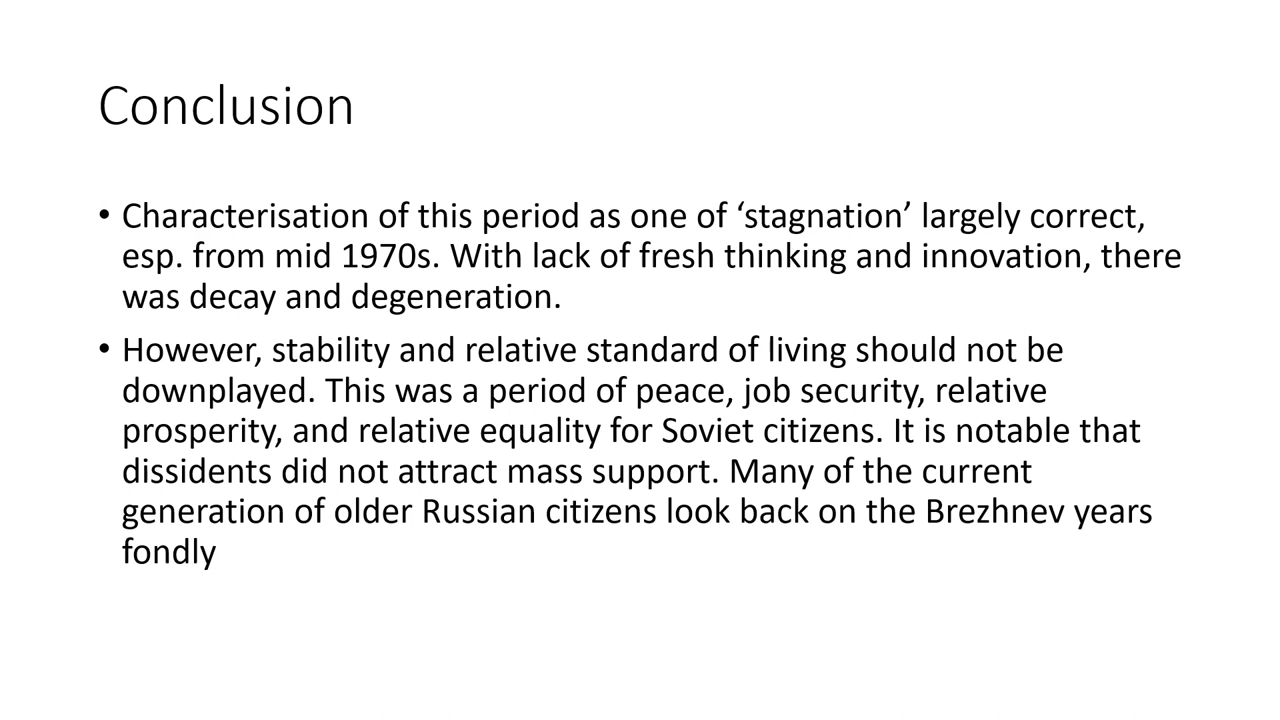 Conclusion
• Characterisation of this period as one of ‘stagnation’ largely correct,
esp. from mid 1970s. With lack of fresh thinking and innovation, there
was decay and degeneration.
• However, stability and relative standard of living should not be
downplayed. This was a period of peace, job security, relative
prosperity, and relative equality for Soviet citizens. It is notable that
dissidents did not attract mass support. Many of the current
generation of older Russian citizens look back on the Brezhnev years
fondly